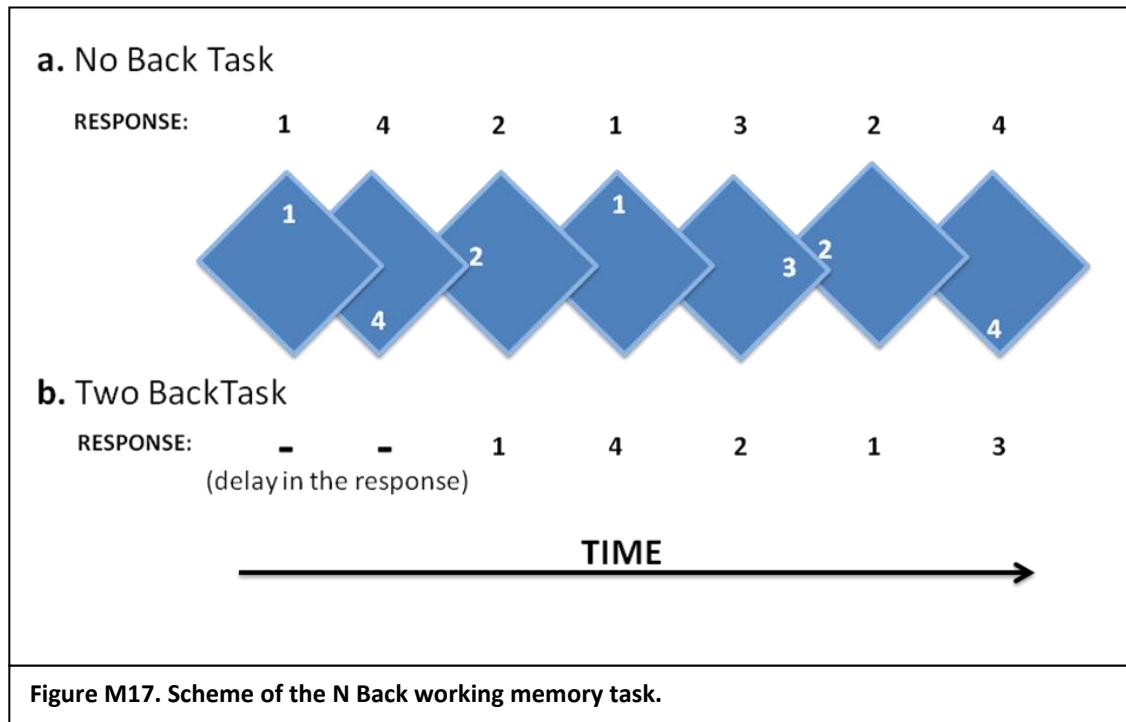 a. No Back Task
RESPONSE: 1 4 2 1 3 2 4
1 4 2 1 3 2 4
b. Two BackTask
RESPONSE: - - 1 4 2 1 3
(delay in the response)
TIME
Figure M17. Scheme of the N Back working memory task.